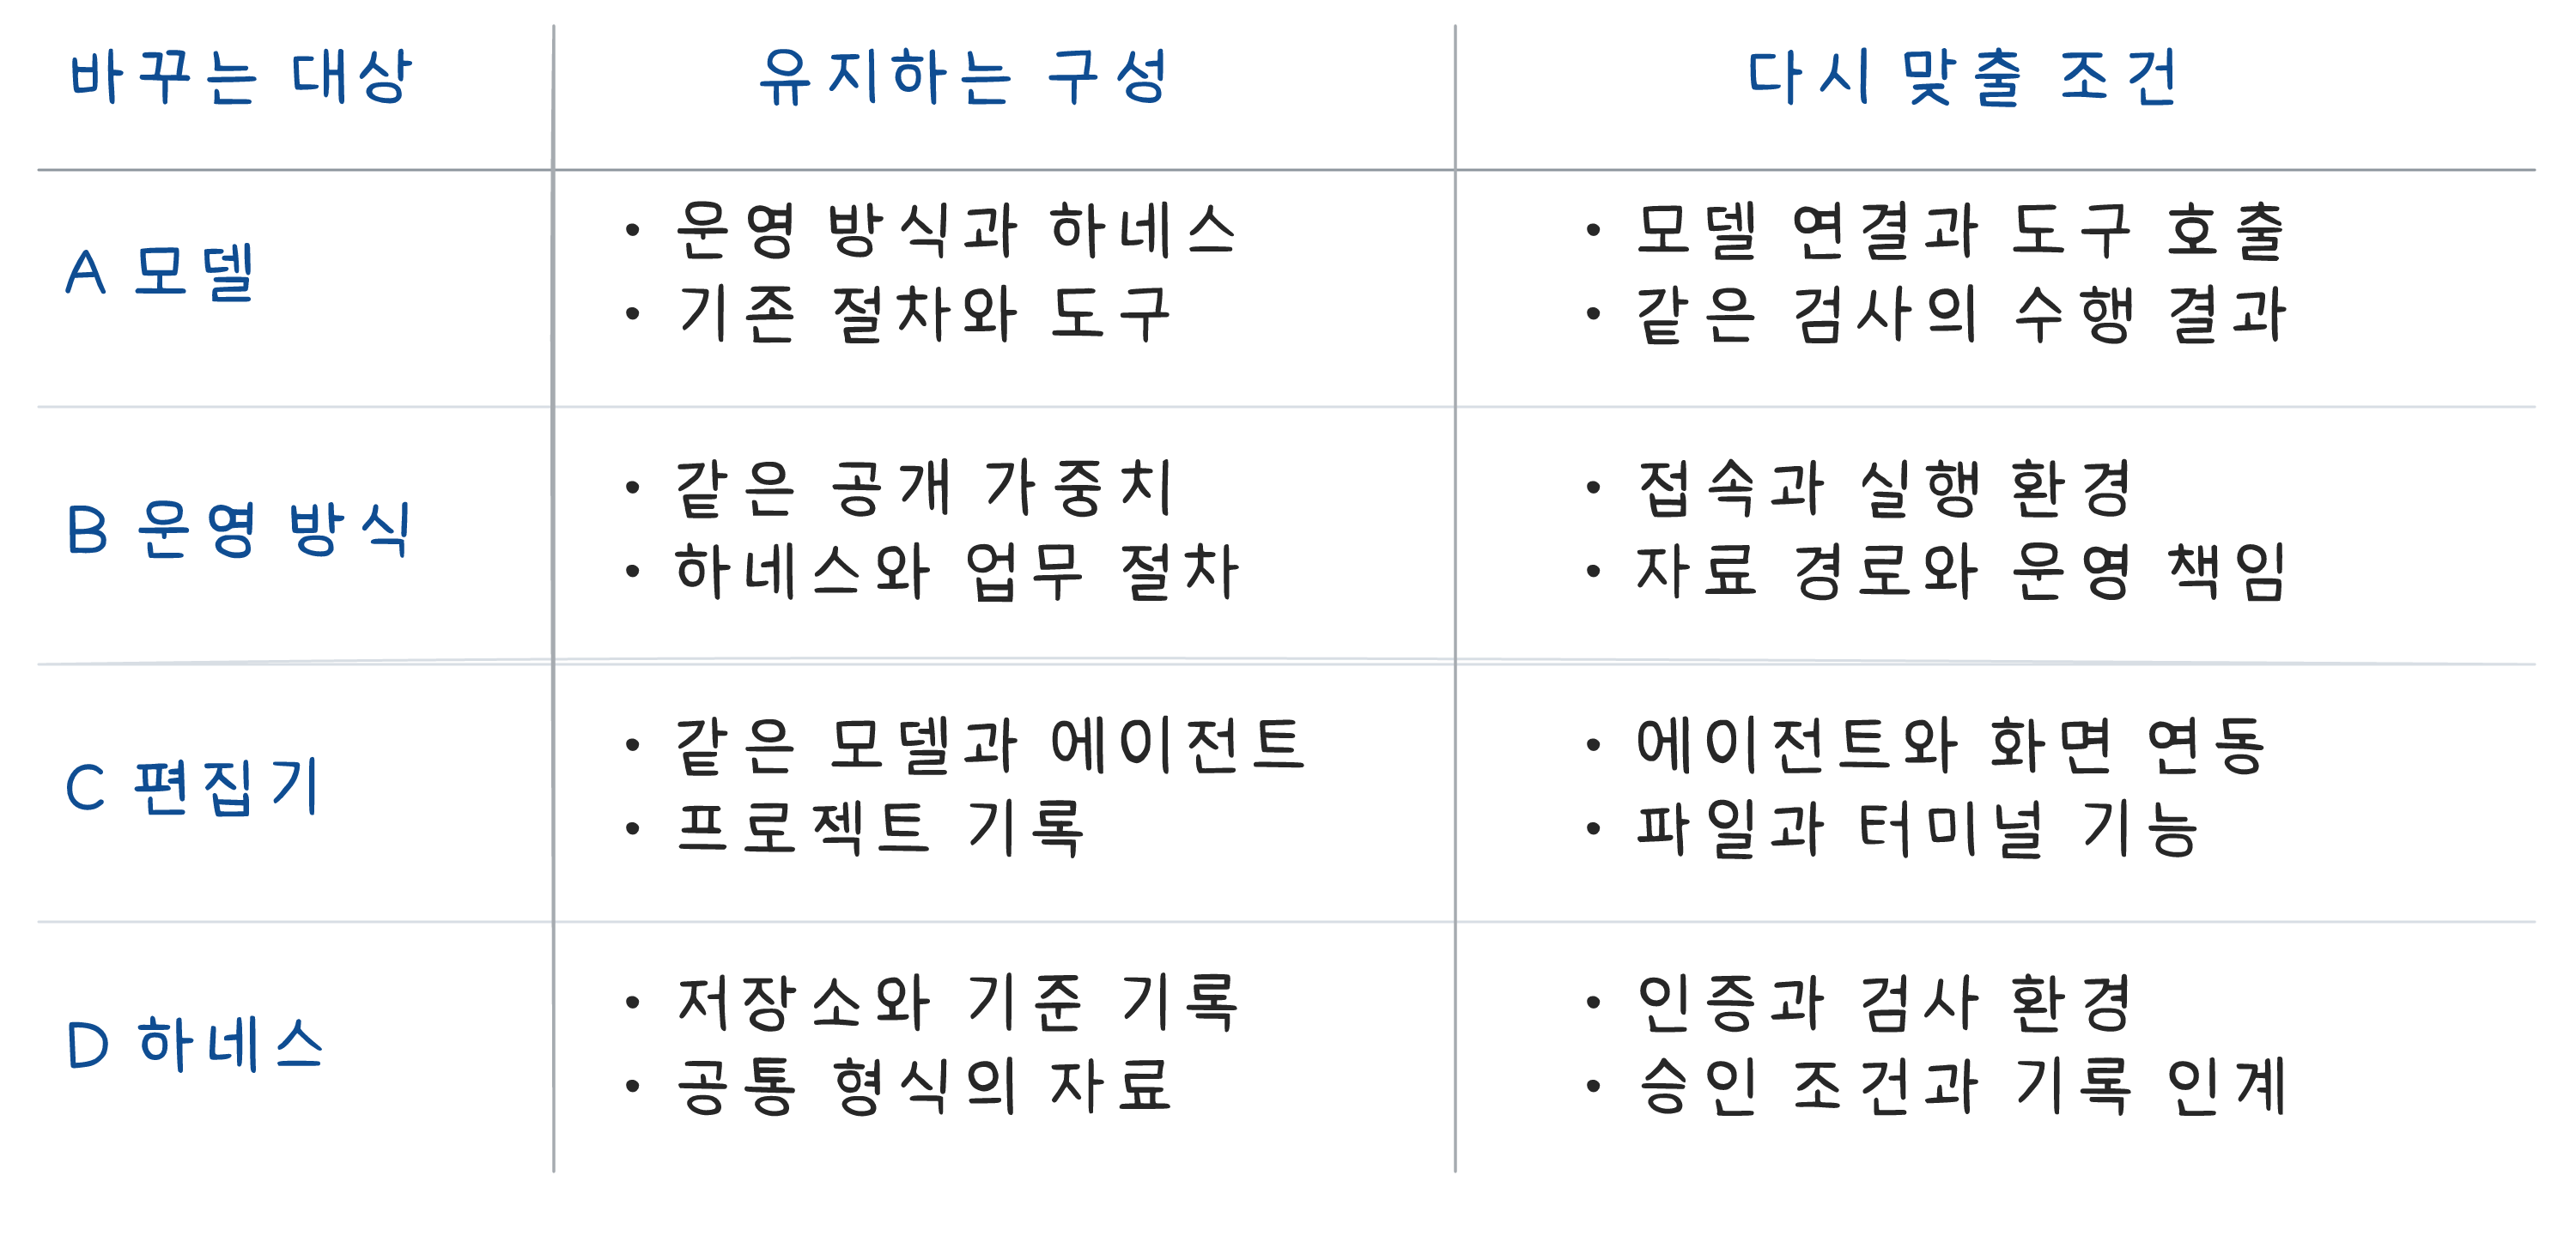 바꾸는 대상
유지하는 구성
다시 맞출 조건
A 모델
• 운영 방식과 하네스
• 기존 절차와 도구
• 모델 연결과 도구 호출
• 같은 검사의 수행 결과
B 운영 방식
• 같은 공개 가중치
• 하네스와 업무 절차
• 접속과 실행 환경
• 자료 경로와 운영 책임
C 편집기
• 같은 모델과 에이전트
• 프로젝트 기록
• 에이전트와 화면 연동
• 파일과 터미널 기능
D 하네스
• 저장소와 기준 기록
• 공통 형식의 자료
• 인증과 검사 환경
• 승인 조건과 기록 인계